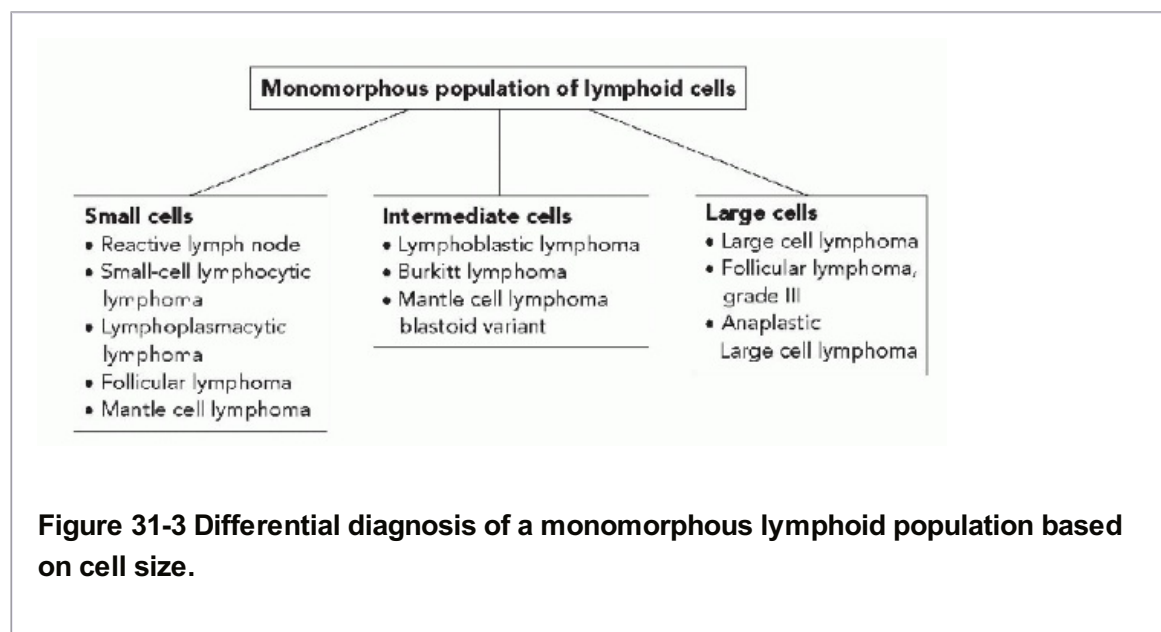 Monomorphous population of lymphoid cells
Small cells
• Reactive lymph node
• Small-cell lymphocytic
lymphoma
• Lymphoplasmacytic
lymphoma
• Follicular lymphoma
• Mantle cell lymphoma
Intermediate cells
• Lymphoblastic lymphoma
• Burkitt lymphoma
• Mantle cell lymphoma
blastoid variant
Large cells
• Large cell lymphoma
• Follicular lymphoma,
grade III
• Anaplastic
Large cell lymphoma
Figure 31-3 Differential diagnosis of a monomorphous lymphoid population based
on cell size.